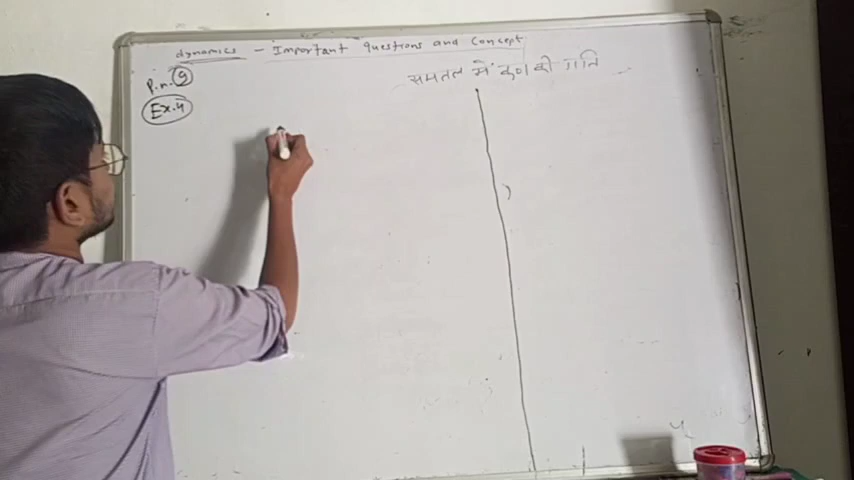 dynamics - Important questions and Concept
समतल में कण की गति
P.n. 9
Ex. 4